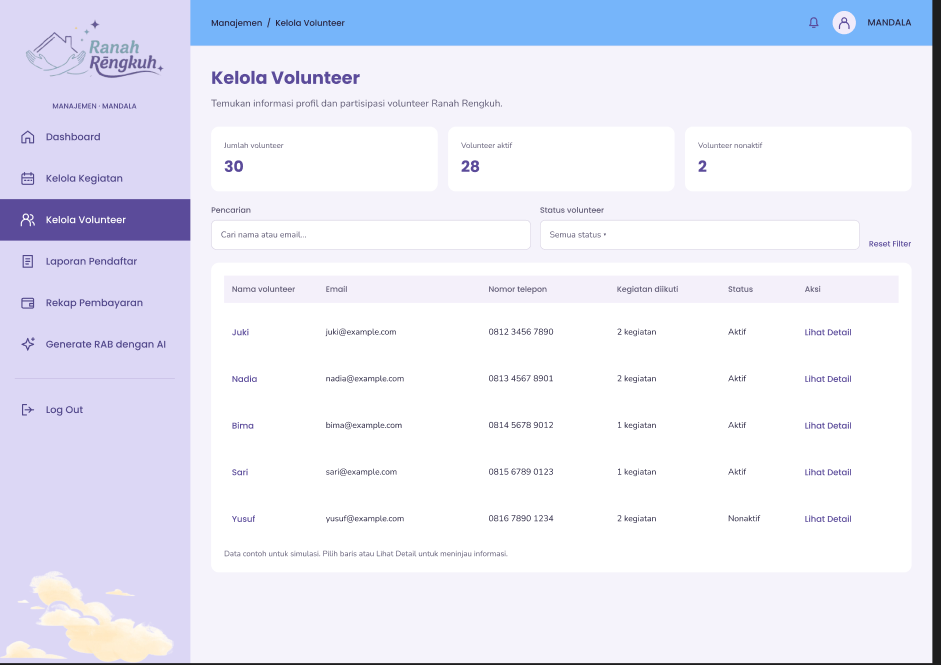 Ranah
Rēngkuh
MANAJEMEN · MANDALA
Dashboard
Kelola Kegiatan
Kelola Volunteer
Laporan Pendaftar
Rekap Pembayaran
Generate RAB dengan AI
Log Out
Manajemen / Kelola Volunteer
MANDALA
Kelola Volunteer
Temukan informasi profil dan partisipasi volunteer Ranah Rengkuh.
Jumlah volunteer
30
Volunteer aktif
28
Volunteer nonaktif
2
Pencarian
Cari nama atau email...
Status volunteer
Semua status
Reset Filter
Nama volunteer Email Nomor telepon Kegiatan diikuti Status Aksi
Juki juki@example.com 0812 3456 7890 2 kegiatan Aktif Lihat Detail
Nadia nadia@example.com 0813 4567 8901 2 kegiatan Aktif Lihat Detail
Bima bima@example.com 0814 5678 9012 1 kegiatan Aktif Lihat Detail
Sari sari@example.com 0815 6789 0123 1 kegiatan Aktif Lihat Detail
Yusuf yusuf@example.com 0816 7890 1234 2 kegiatan Nonaktif Lihat Detail
Data contoh untuk simulasi. Pilih baris atau Lihat Detail untuk meninjau informasi.